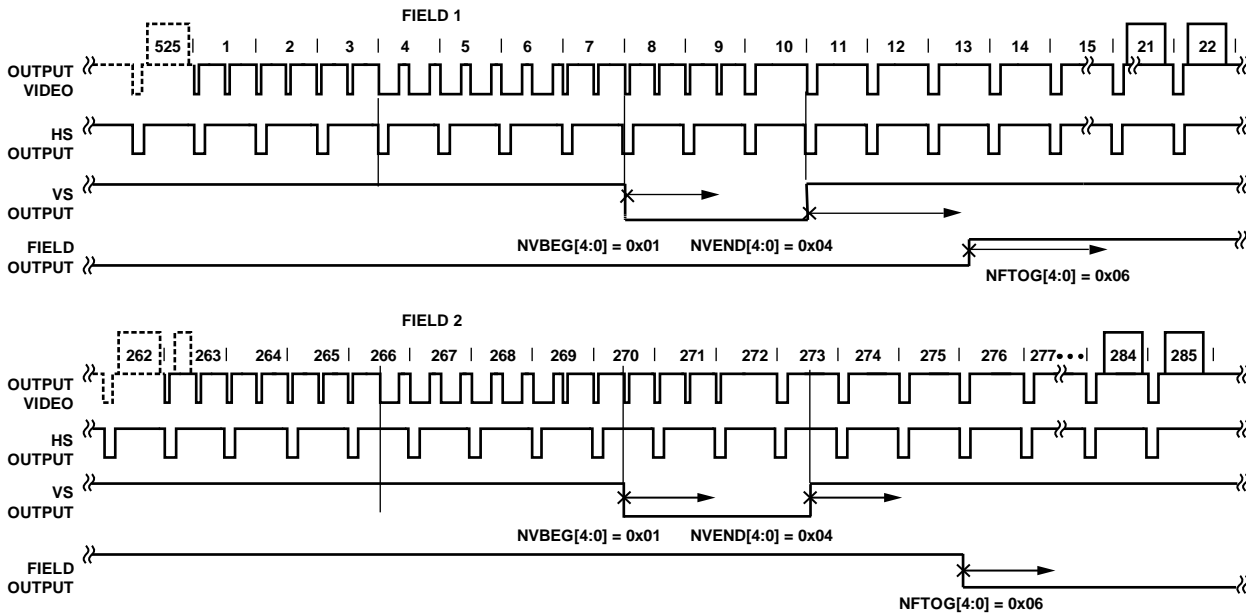 FIELD 1
525 1 2 3 4 5 6 7 8 9 10 11 12 13 14 15 21 22
OUTPUT
VIDEO
HS
OUTPUT
VS
OUTPUT
NVBEG[4:0] = 0x01 NVEND[4:0] = 0x04
FIELD
OUTPUT
NFTOG[4:0] = 0x06
FIELD 2
262 263 264 265 266 267 268 269 270 271 272 273 274 275 276 277 ••• 284 285
OUTPUT
VIDEO
HS
OUTPUT
VS
OUTPUT
NVBEG[4:0] = 0x01 NVEND[4:0] = 0x04
FIELD
OUTPUT
NFTOG[4:0] = 0x06